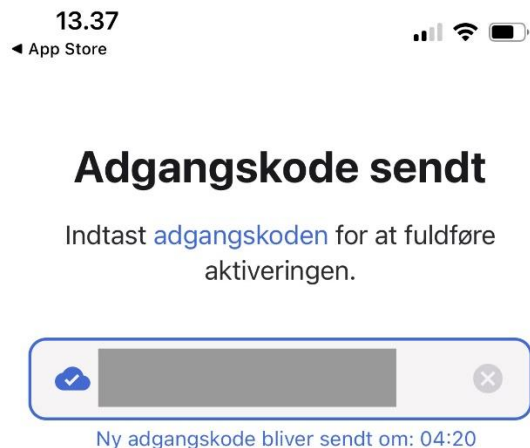 13.37
◀ App Store
Adgangskode sendt
Indtast adgangskoden for at fuldføre
aktiveringen.
Ny adgangskode bliver sendt om: 04:20